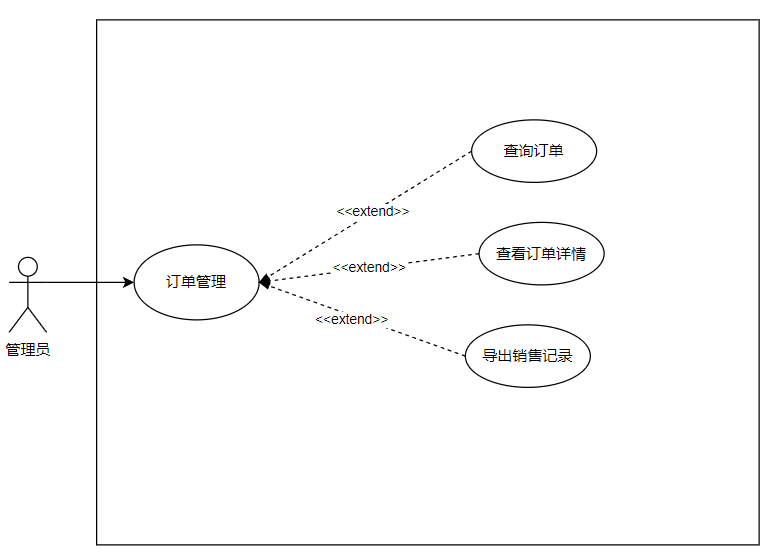 查询订单
<<extend>>
查看订单详情
<<extend>>
订单管理
<<extend>>
管理员
导出销售记录